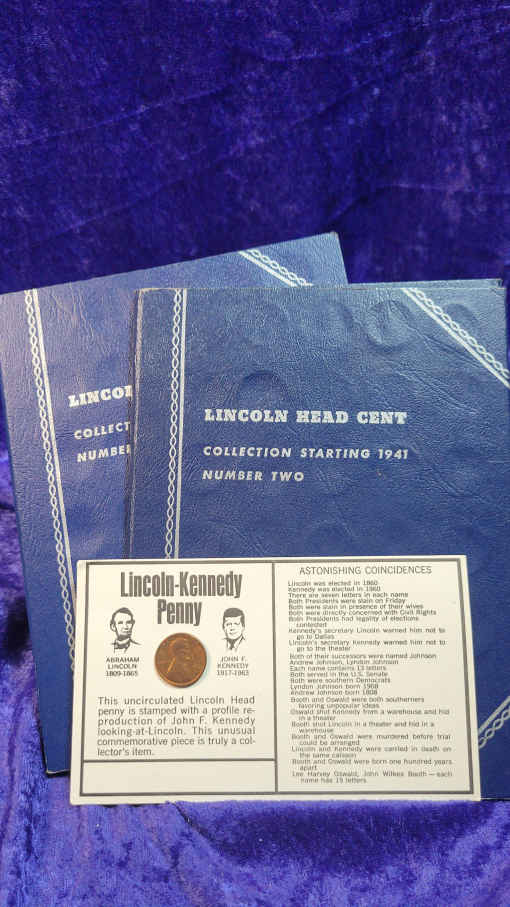 LINCOL
COLLECT
NUMBE
LINCOLN HEAD CENT
COLLECTION STARTING 1941
NUMBER TWO
Lincoln-Kennedy
Penny
ABRAHAM
LINCOLN
1809-1865
JOHN F.
KENNEDY
1917-1963
This uncirculated Lincoln Head
penny is stamped with a profile re-
production of John F. Kennedy
looking-at-Lincoln. This unusual
commemorative piece is truly a col-
lector's item.
ASTONISHING COINCIDENCES
Lincoln was elected in 1860
Kennedy was elected in 1960
There are seven letters in each name
Both Presidents were slain on Friday
Both were slain in presence of their wives
Both were directly concerned with Civil Rights
Both Presidents had legality of elections
contested
Kennedy's secretary Lincoln warned him not to
go to Dallas
Lincoln's secretary Kennedy warned him not to
go to the theater
Both of their successors were named Johnson
Andrew Johnson, Lyndon Johnson
Each name contains 13 letters
Both served in the U.S. Senate
Both were southern Democrats
Lyndon Johnson born 1908
Andrew Johnson born 1808
Booth and Oswald were both southerners
favoring unpopular ideas
Oswald shot Kennedy from a warehouse and hid
in a theater
Booth shot Lincoln in a theater and hid in a
warehouse
Booth and Oswald were murdered before trial
could be arranged
Lincoln and Kennedy were carried in death on
the same caisson
Booth and Oswald were born one hundred years
apart
Lee Harvey Oswald, John Wilkes Booth — each
name has 15 letters